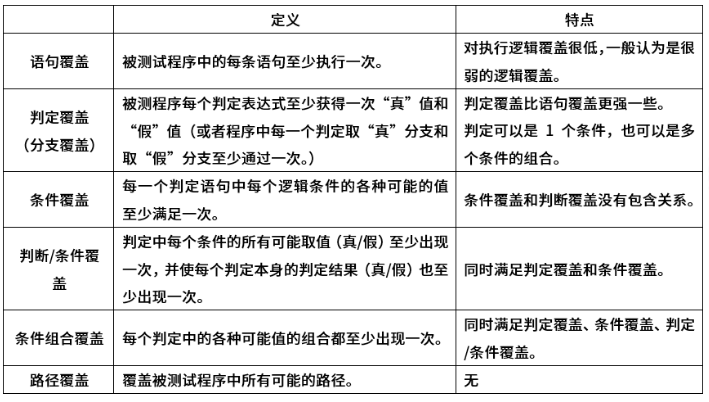 定义
特点
语句覆盖
被测试程序中的每条语句至少执行一次。
对执行逻辑覆盖很低，一般认为是很
弱的逻辑覆盖。
判定覆盖
（分支覆盖）
被测程序每个判定表达式至少获得一次“真”值和
“假”值（或者程序中每一个判定取“真”分支和
取“假”分支至少通过一次。）
判定覆盖比语句覆盖更强一些。
判定可以是 1 个条件，也可以是多
个条件的组合。
条件覆盖
每一个判定语句中每个逻辑条件的各种可能的值
至少满足一次。
条件覆盖和判断覆盖没有包含关系。
判断/条件覆
盖
判定中每个条件的所有可能取值（真/假）至少出现
一次，并使每个判定本身的判定结果（真/假）也至
少出现一次。
同时满足判定覆盖和条件覆盖。
条件组合覆盖
每个判定中的各种可能值的组合都至少出现一次。
同时满足判定覆盖、条件覆盖、判定
/条件覆盖。
路径覆盖
覆盖被测试程序中所有可能的路径。
无